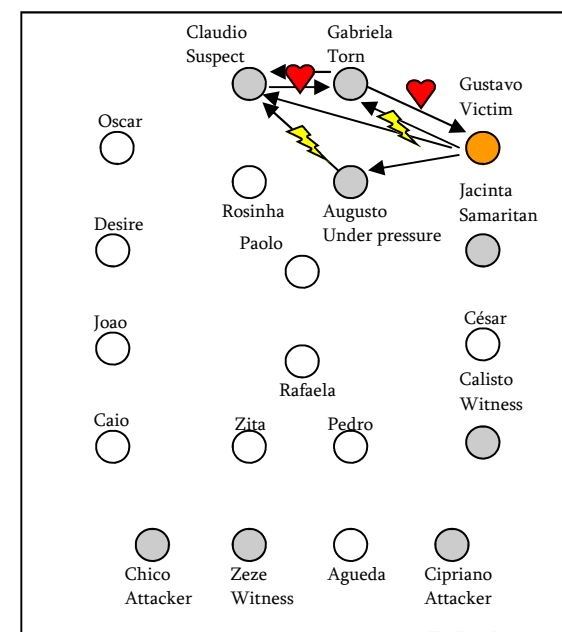 Claudio
Suspect
Gabriela
Torn
Gustavo
Victim
Oscar
Rosinha
Augusto
Under pressure
Jacinta
Samaritan
Desire
Paolo
Joao
César
Rafaela
Calisto
Witness
Caio
Zita
Pedro
Chico
Attacker
Zeze
Witness
Agueda
Cipriano
Attacker